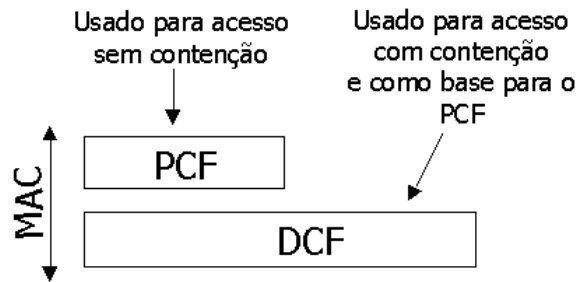 Usado para acesso
sem contenção
Usado para acesso
com contenção
e como base para o
PCF
MAC
PCF
DCF